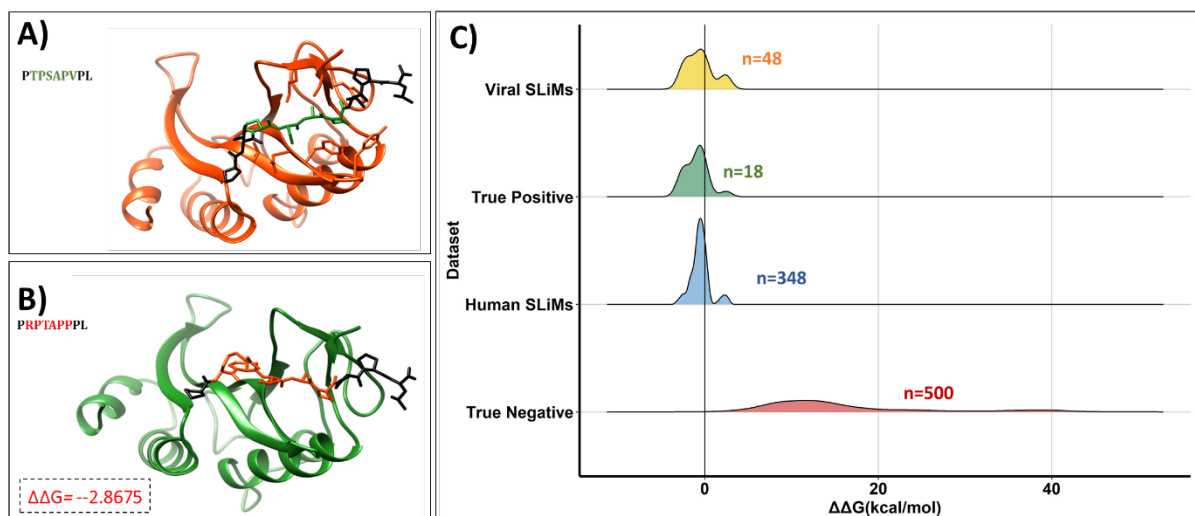 A)
PTPSAPVPL
B)
PRPTAPPPL
ΔΔG= --2.8675
C)
Dataset
Viral SLiMs
n=48
True Positive
n=18
Human SLiMs
n=348
True Negative
n=500
0
20
40
ΔΔG(kcal/mol)